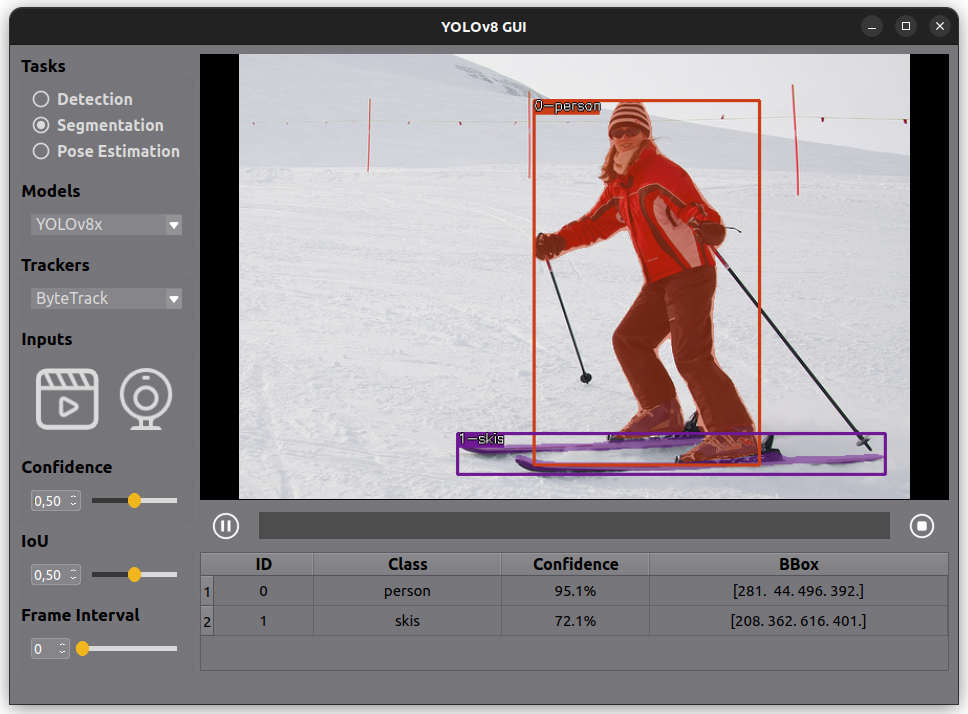 YOLOv8 GUI
Tasks
Detection
Segmentation
Pose Estimation
Models
YOLOv8x
Trackers
ByteTrack
Inputs
Confidence
0,50
IoU
0,50
Frame Interval
0
0-person
1-skis
ID Class Confidence BBox
1 0 person 95.1% [281. 44. 496. 392.]
2 1 skis 72.1% [208. 362. 616. 401.]